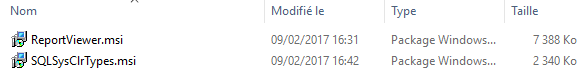 Nom Modifié le Type Taille
ReportViewer.msi 09/02/2017 16:31 Package Windows... 7 388 Ko
SQLSysClrTypes.msi 09/02/2017 16:42 Package Windows... 2 340 Ko